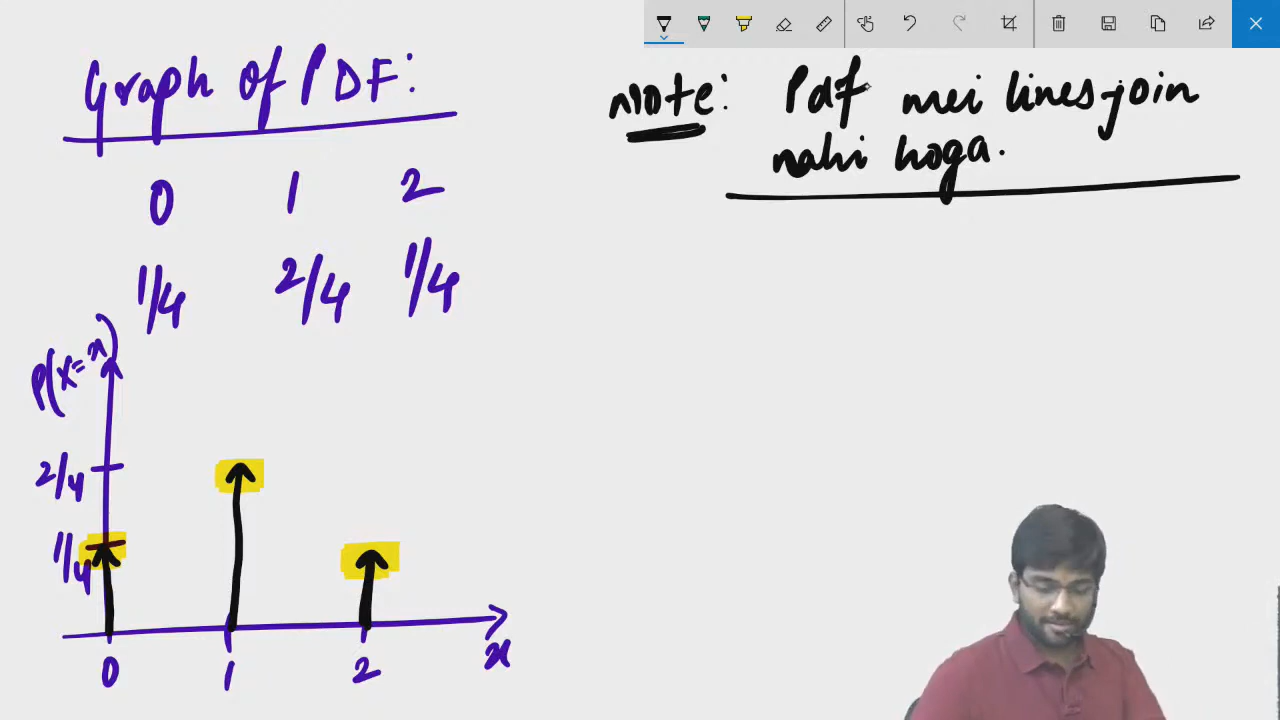 Graph of PDF:
0 1 2
1/4 2/4 1/4
P(X=x)
2/4
1/4
0 1 2 x
Note: Pdf mei lines join
nahi hoga.